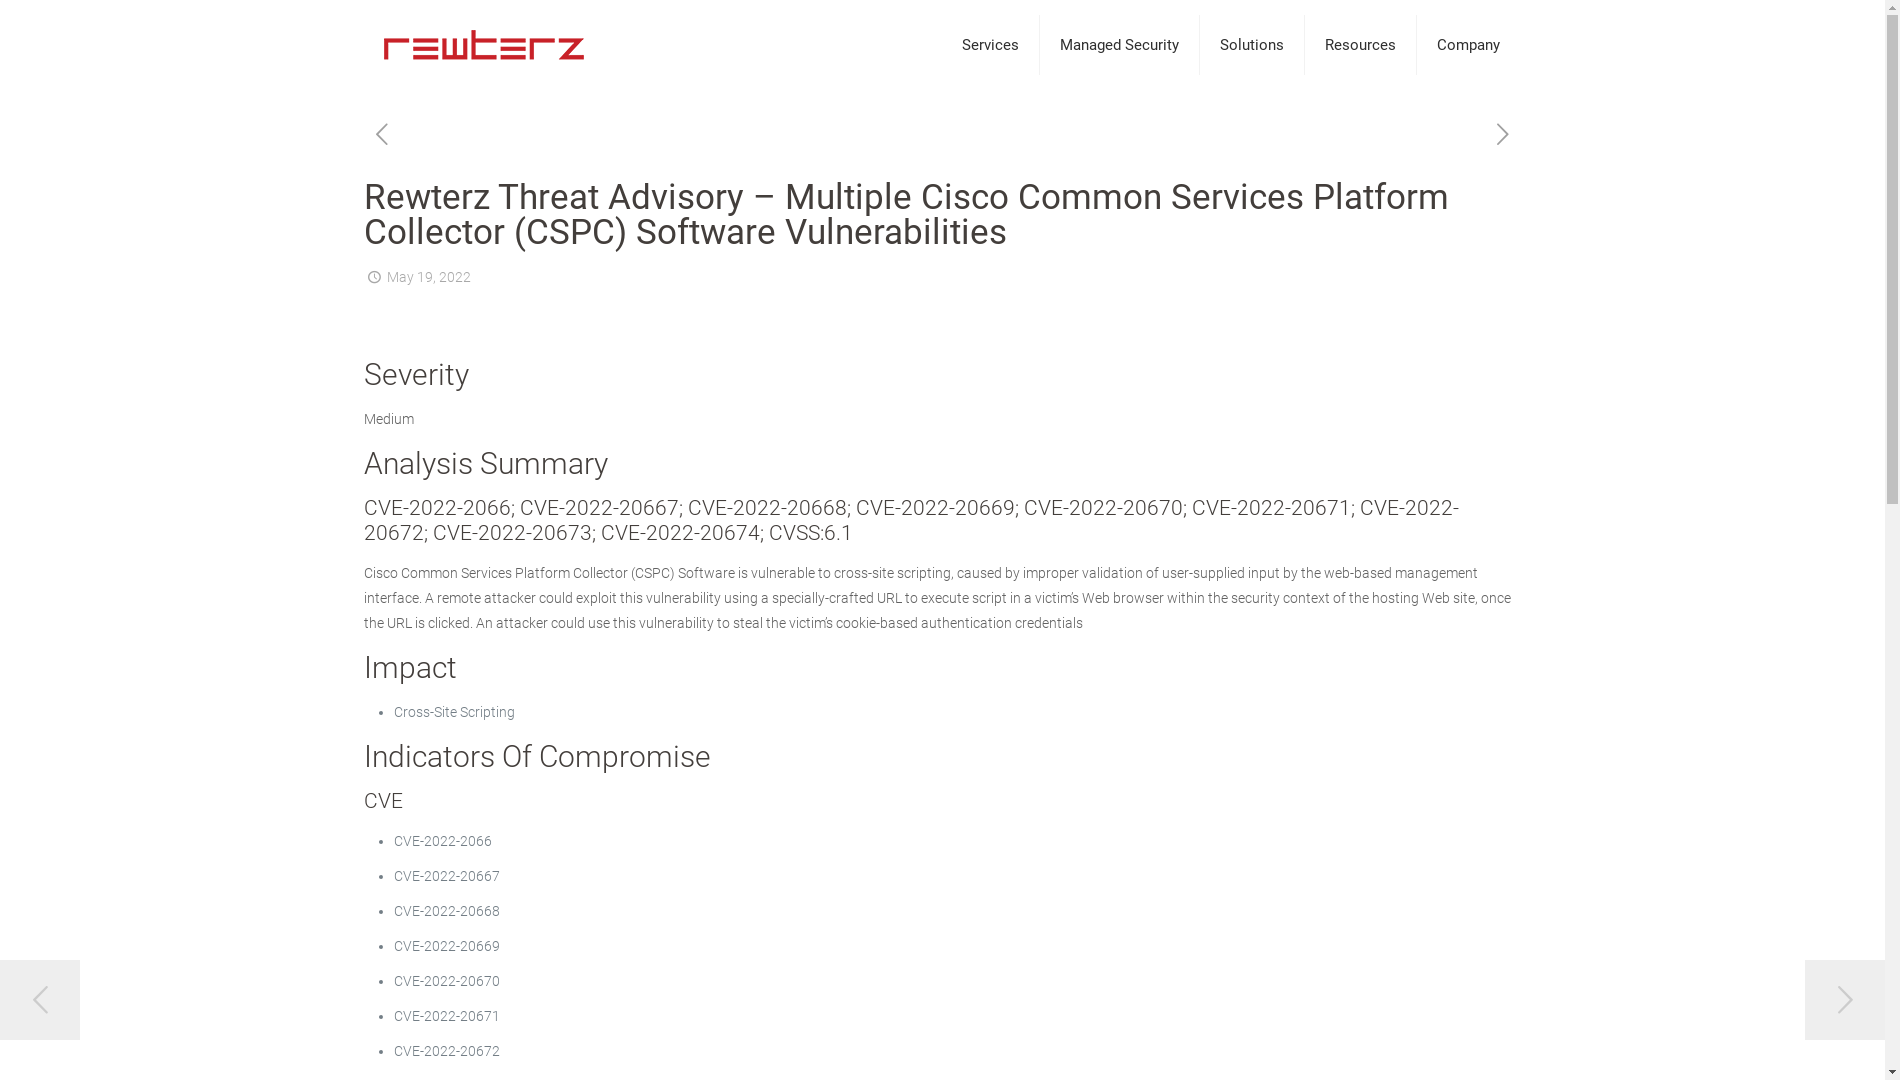 rewterz
Services
Managed Security
Solutions
Resources
Company
Rewterz Threat Advisory – Multiple Cisco Common Services Platform
Collector (CSPC) Software Vulnerabilities
May 19, 2022
Severity
Medium
Analysis Summary
CVE-2022-2066; CVE-2022-20667; CVE-2022-20668; CVE-2022-20669; CVE-2022-20670; CVE-2022-20671; CVE-2022-
20672; CVE-2022-20673; CVE-2022-20674; CVSS:6.1
Cisco Common Services Platform Collector (CSPC) Software is vulnerable to cross-site scripting, caused by improper validation of user-supplied input by the web-based management
interface. A remote attacker could exploit this vulnerability using a specially-crafted URL to execute script in a victim’s Web browser within the security context of the hosting Web site, once
the URL is clicked. An attacker could use this vulnerability to steal the victim’s cookie-based authentication credentials
Impact
• Cross-Site Scripting
Indicators Of Compromise
CVE
• CVE-2022-2066
• CVE-2022-20667
• CVE-2022-20668
• CVE-2022-20669
• CVE-2022-20670
• CVE-2022-20671
• CVE-2022-20672